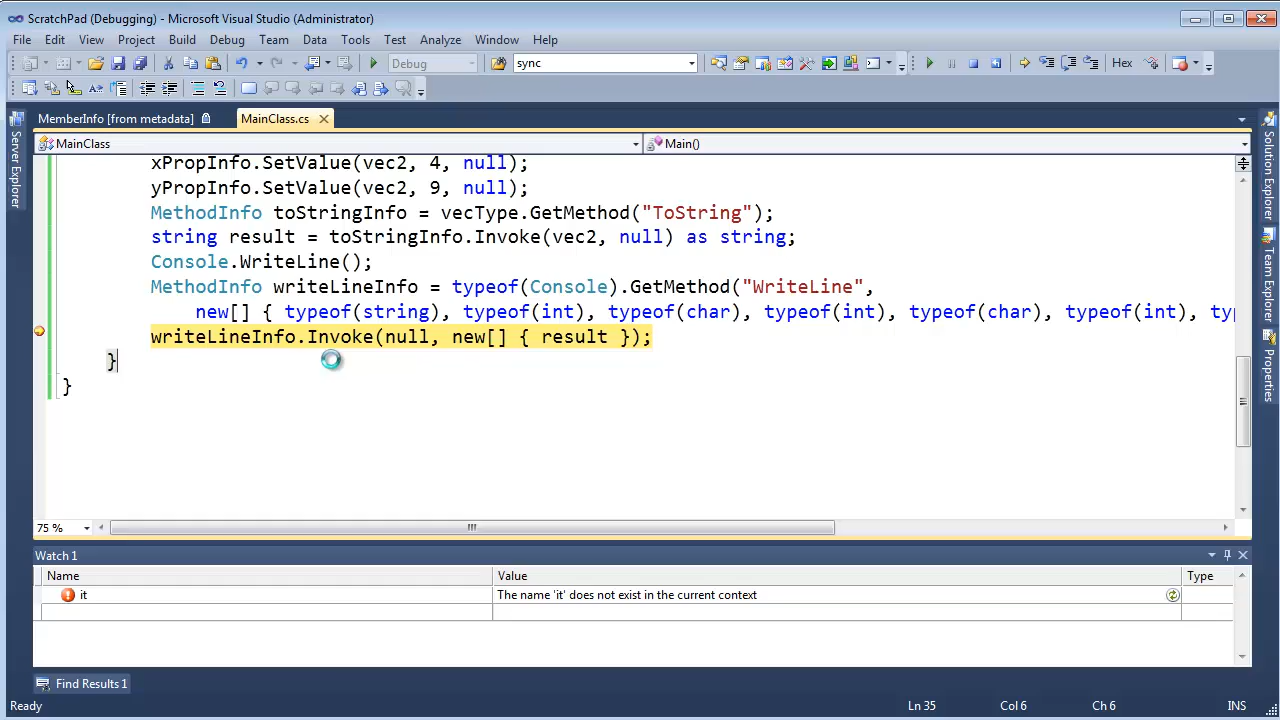 ScratchPad (Debugging) - Microsoft Visual Studio (Administrator)
File Edit View Project Build Debug Team Data Tools Test Analyze Window Help
Debug sync Hex
MemberInfo [from metadata] MainClass.cs
MainClass Main()
xPropInfo.SetValue(vec2, 4, null);
yPropInfo.SetValue(vec2, 9, null);
MethodInfo toStringInfo = vecType.GetMethod("ToString");
string result = toStringInfo.Invoke(vec2, null) as string;
Console.WriteLine();
MethodInfo writeLineInfo = typeof(Console).GetMethod("WriteLine",
new[] { typeof(string), typeof(int), typeof(char), typeof(int), typeof(char), typeof(int), ty
writeLineInfo.Invoke(null, new[] { result });
}
}
Server Explorer
Solution Explorer
Team Explorer
Properties
75 %
Watch 1
Name Value Type
it The name 'it' does not exist in the current context
Find Results 1
Ready Ln 35 Col 6 Ch 6 INS